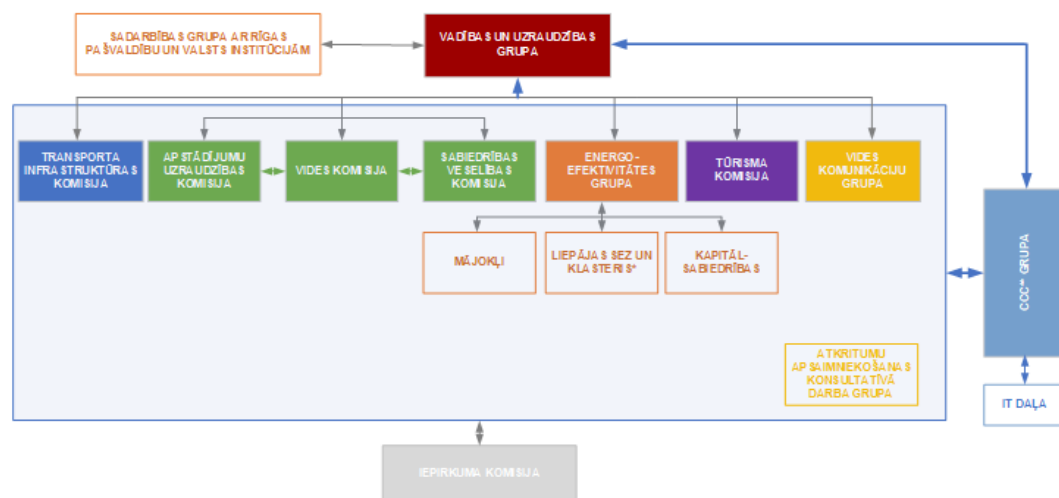 SADARBĪBAS GRUPA AR RĪGAS
PAŠVALDĪBU UN VALSTS INSTITŪCIJĀM
VADĪBAS UN UZRAUDZĪBAS
GRUPA
TRANSPORTA
INFRASTRUKTŪRAS
KOMISIJA
APSTĀDĪJUMU
UZRAUDZĪBAS
KOMISIJA
VIDES KOMISIJA
SABIEDRĪBAS
VESELĪBAS
KOMISIJA
ENERGO-
EFEKTIVITĀTES
GRUPA
TŪRISMA
KOMISIJA
VIDES
KOMUNIKĀCIJU
GRUPA
MĀJOKĻI
LIEPĀJAS SEZ UN
KLASTERIS*
KAPITĀL-
SABIEDRĪBAS
CCC** GRUPA
ATKRITUMU
APSAIMNIEKOŠANAS
KONSULTATĪVĀ
DARBA GRUPA
IT DAĻA
IEPIRKUMA KOMISIJA